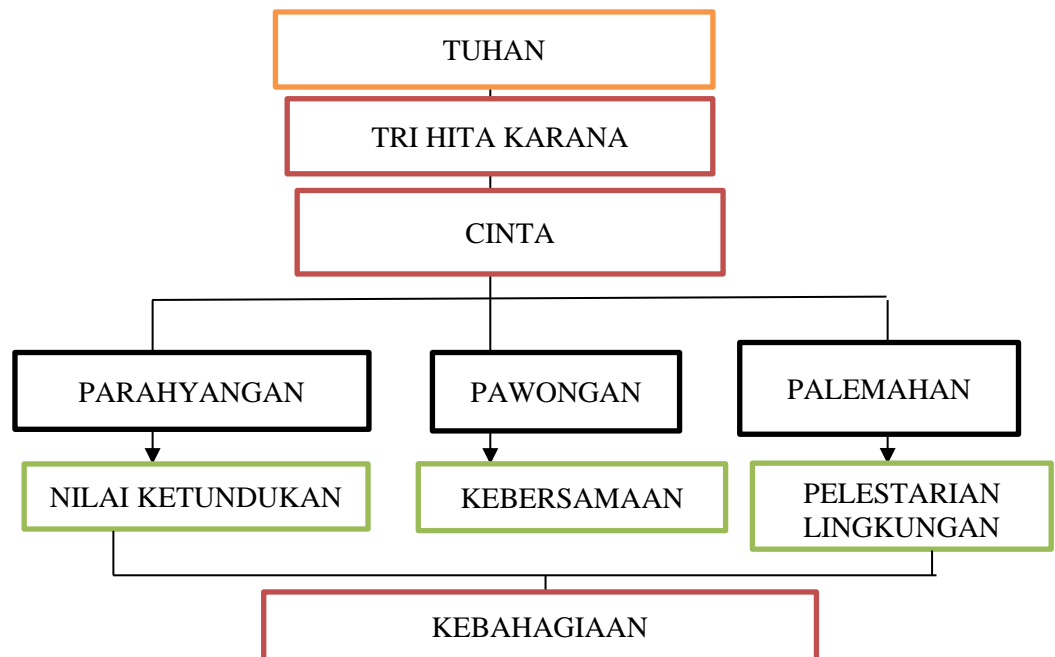 TUHAN
TRI HITA KARANA
CINTA
PARAHYANGAN
PAWONGAN
PALEMAHAN
NILAI KETUNDUKAN
KEBERSAMAAN
PELESTARIAN
LINGKUNGAN
KEBAHAGIAAN